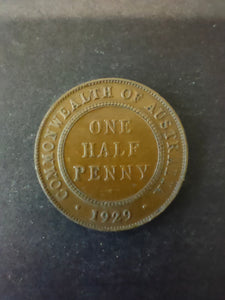 COMMONWEALTH OF AUSTRALIA
ONE
HALF
PENNY
1929